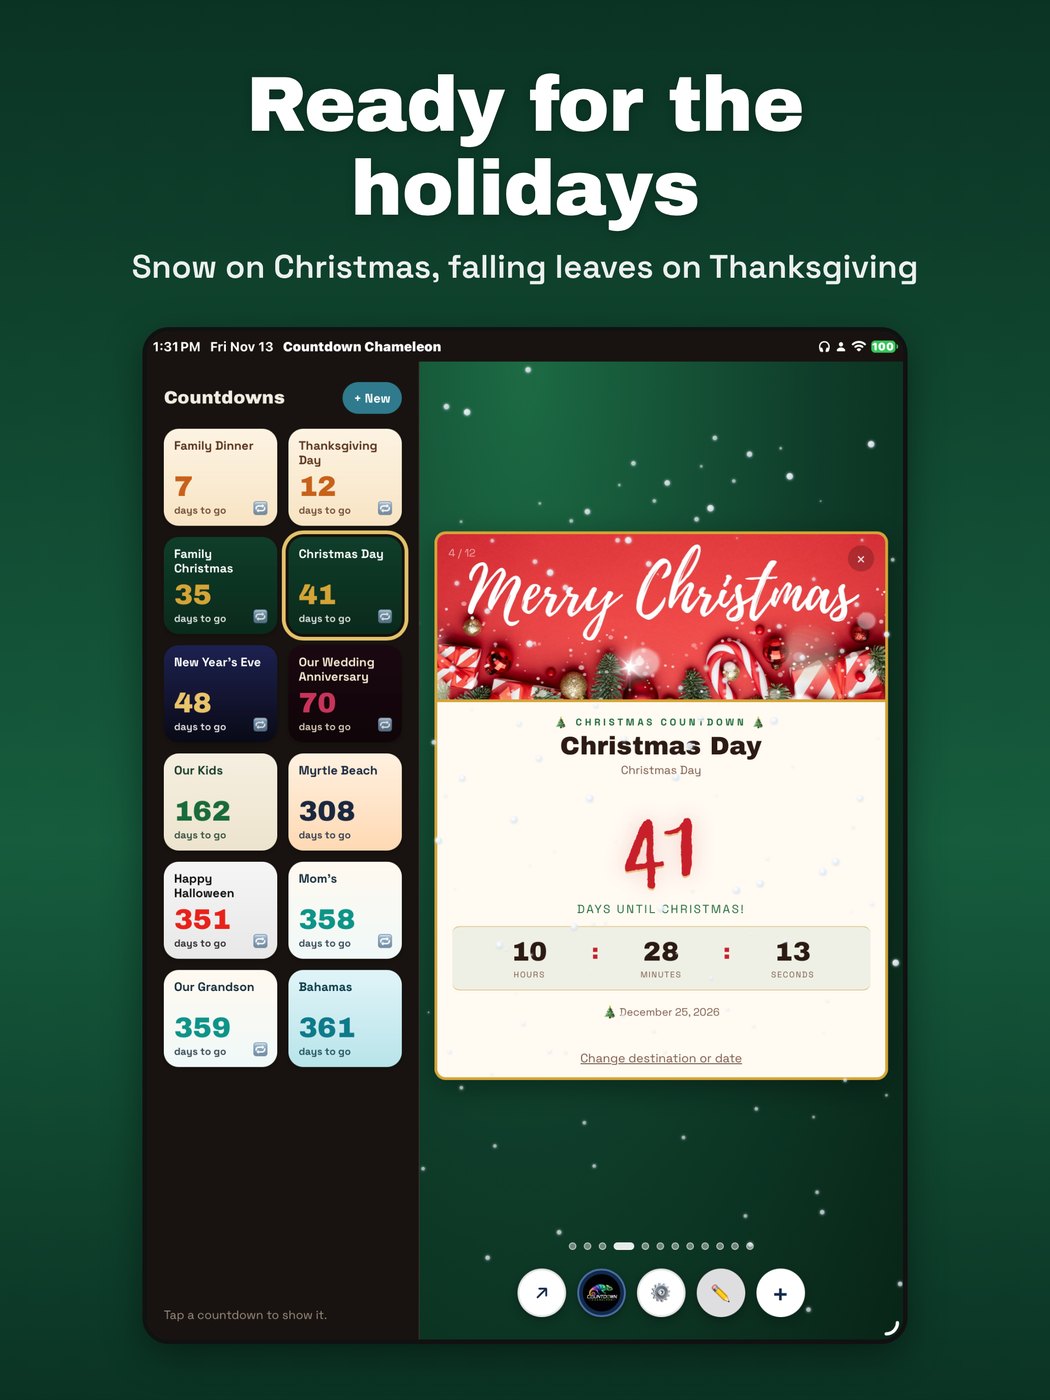 Ready for the
holidays
Snow on Christmas, falling leaves on Thanksgiving
1:31 PM Fri Nov 13 Countdown Chameleon
100
Countdowns
+ New
Family Dinner
7
days to go
Thanksgiving
Day
12
days to go
Family
Christmas
35
days to go
Christmas Day
41
days to go
New Year's Eve
48
days to go
Our Wedding
Anniversary
70
days to go
Our Kids
162
days to go
Myrtle Beach
308
days to go
Happy
Halloween
351
days to go
Mom's
358
days to go
Our Grandson
359
days to go
Bahamas
361
days to go
Tap a countdown to show it.
4 / 12
×
Merry Christmas
🎄 CHRISTMAS COUNTDOWN 🎄
Christmas Day
Christmas Day
41
DAYS UNTIL CHRISTMAS!
10 : 28 : 13
HOURS MINUTES SECONDS
🎄 December 25, 2026
Change destination or date
COUNTDOWN
+